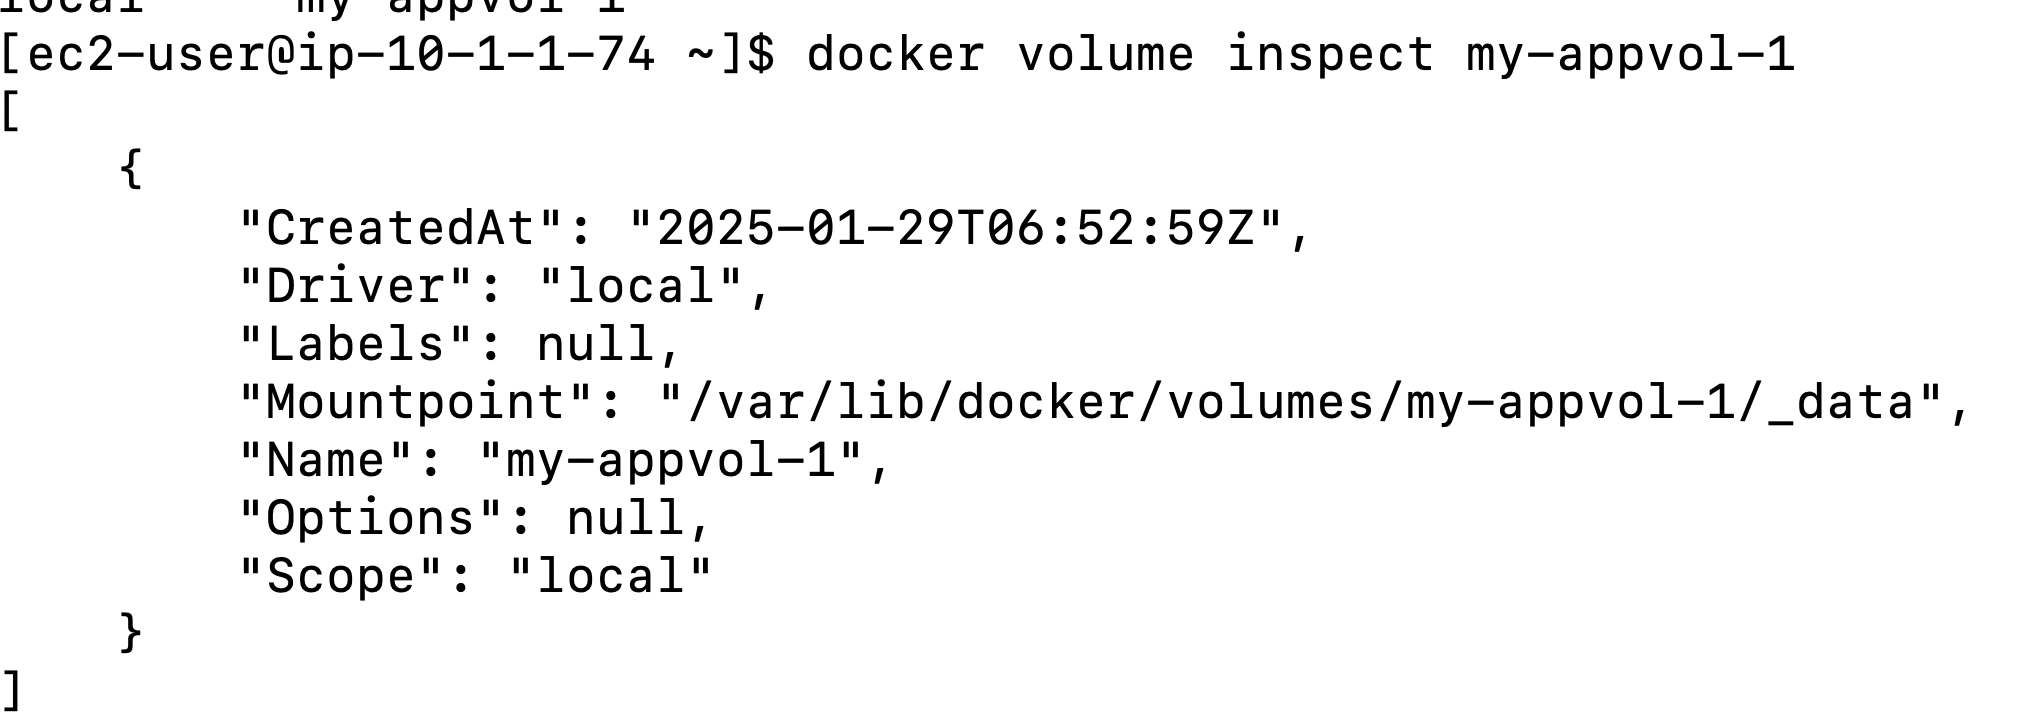 local     my-appvol-1
[ec2-user@ip-10-1-1-74 ~]$ docker volume inspect my-appvol-1
[
    {
        "CreatedAt": "2025-01-29T06:52:59Z",
        "Driver": "local",
        "Labels": null,
        "Mountpoint": "/var/lib/docker/volumes/my-appvol-1/_data",
        "Name": "my-appvol-1",
        "Options": null,
        "Scope": "local"
    }
]